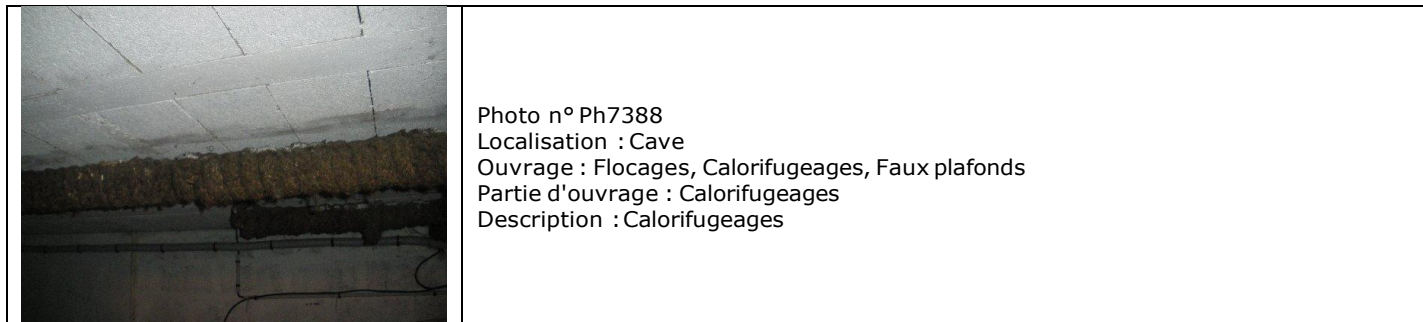 Photo n° Ph7388
Localisation : Cave
Ouvrage : Flocages, Calorifugeages, Faux plafonds
Partie d'ouvrage : Calorifugeages
Description : Calorifugeages